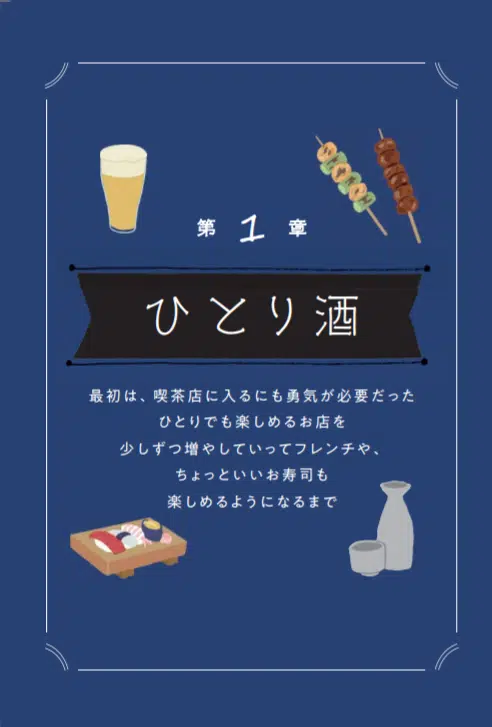 第1章
ひとり酒
最初は、喫茶店に入るにも勇気が必要だった
ひとりでも楽しめるお店を
少しずつ増やしていってフレンチや、
ちょっといいお寿司も
楽しめるようになるまで